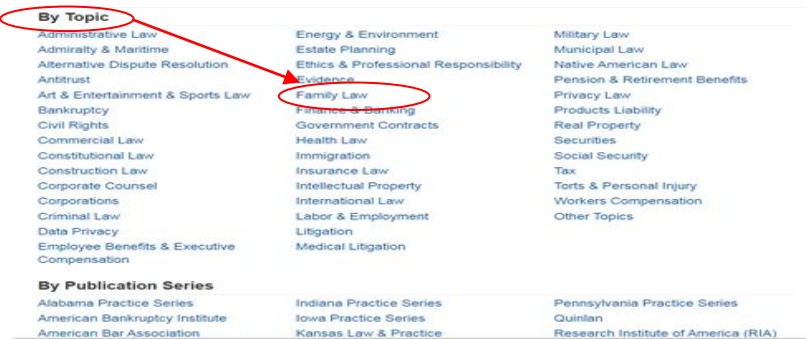 By Topic
Administrative Law
Admiralty & Maritime
Alternative Dispute Resolution
Antitrust
Art & Entertainment & Sports Law
Bankruptcy
Civil Rights
Commercial Law
Constitutional Law
Construction Law
Corporate Counsel
Corporations
Criminal Law
Data Privacy
Employee Benefits & Executive
Compensation
Energy & Environment
Estate Planning
Ethics & Professional Responsibility
Evidence
Family Law
Finance & Banking
Government Contracts
Health Law
Immigration
Insurance Law
Intellectual Property
International Law
Labor & Employment
Litigation
Medical Litigation
Military Law
Municipal Law
Native American Law
Pension & Retirement Benefits
Privacy Law
Products Liability
Real Property
Securities
Social Security
Tax
Torts & Personal Injury
Workers Compensation
Other Topics
By Publication Series
Alabama Practice Series
American Bankruptcy Institute
American Bar Association
Indiana Practice Series
Iowa Practice Series
Kansas Law & Practice
Pennsylvania Practice Series
Quinlan
Research Institute of America (RIA)